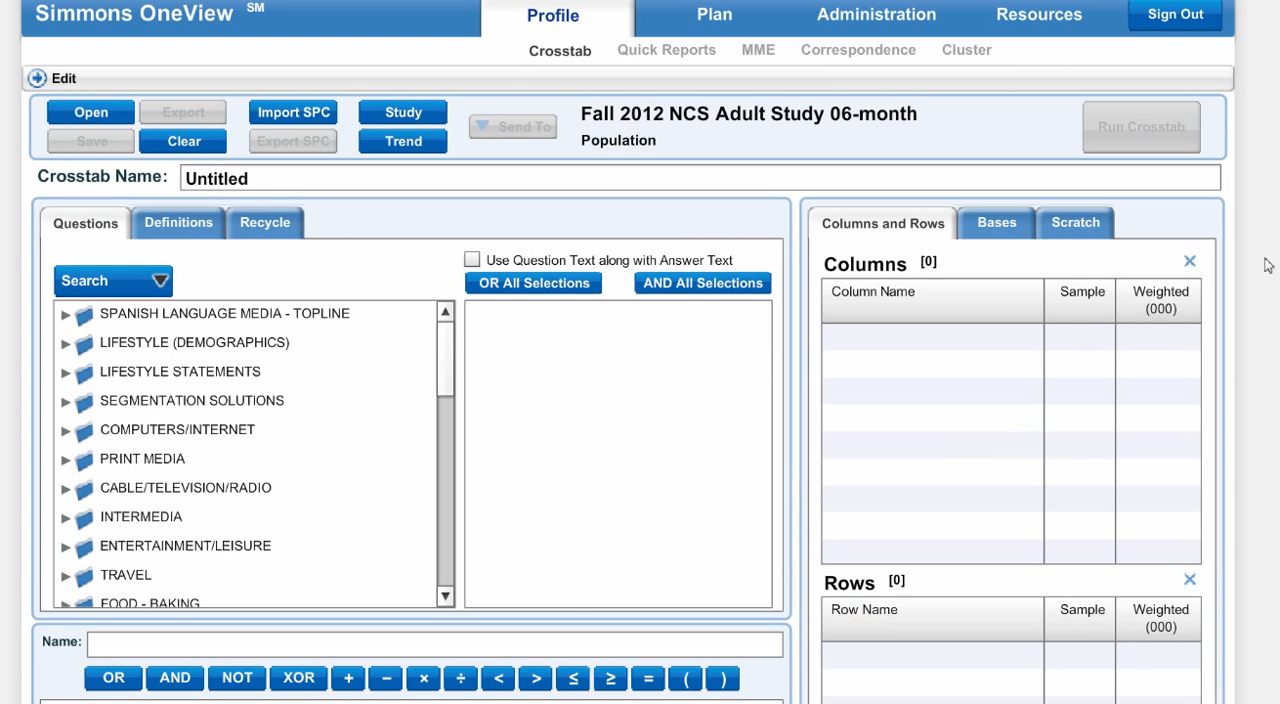 Simmons OneView SM
Profile Plan Administration Resources Sign Out
Crosstab Quick Reports MME Correspondence Cluster
Edit
Open Export Import SPC Study Send To Fall 2012 NCS Adult Study 06-month Run Crosstab
Save Clear Export SPC Trend Population
Crosstab Name: Untitled
Questions Definitions Recycle Columns and Rows Bases Scratch
Search Use Question Text along with Answer Text
OR All Selections AND All Selections
Columns [0]
Column Name Sample Weighted (000)
SPANISH LANGUAGE MEDIA - TOPLINE
LIFESTYLE (DEMOGRAPHICS)
LIFESTYLE STATEMENTS
SEGMENTATION SOLUTIONS
COMPUTERS/INTERNET
PRINT MEDIA
CABLE/TELEVISION/RADIO
INTERMEDIA
ENTERTAINMENT/LEISURE
TRAVEL
FOOD - BAKING
Rows [0]
Row Name Sample Weighted (000)
Name:
OR AND NOT XOR + − × ÷ < > ≤ ≥ = ( )